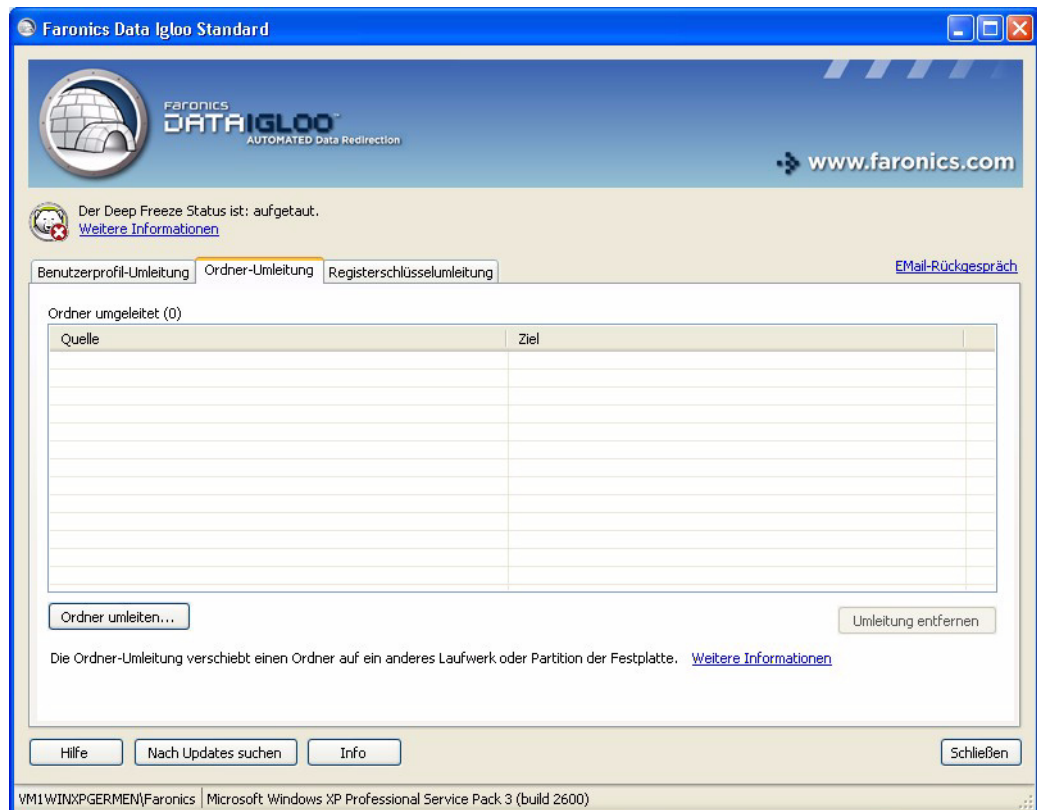 Faronics Data Igloo Standard
Faronics
DATAIGLOO™
AUTOMATED Data Redirection
www.faronics.com
Der Deep Freeze Status ist: aufgetaut.
Weitere Informationen
Benutzerprofil-Umleitung Ordner-Umleitung Registerschlüsselumleitung EMail-Rückgespräch
Ordner umgeleitet (0)
Quelle Ziel
Ordner umleiten... Umleitung entfernen
Die Ordner-Umleitung verschiebt einen Ordner auf ein anderes Laufwerk oder Partition der Festplatte. Weitere Informationen
Hilfe Nach Updates suchen Info Schließen
VM1WINXPGERMEN\Faronics Microsoft Windows XP Professional Service Pack 3 (build 2600)